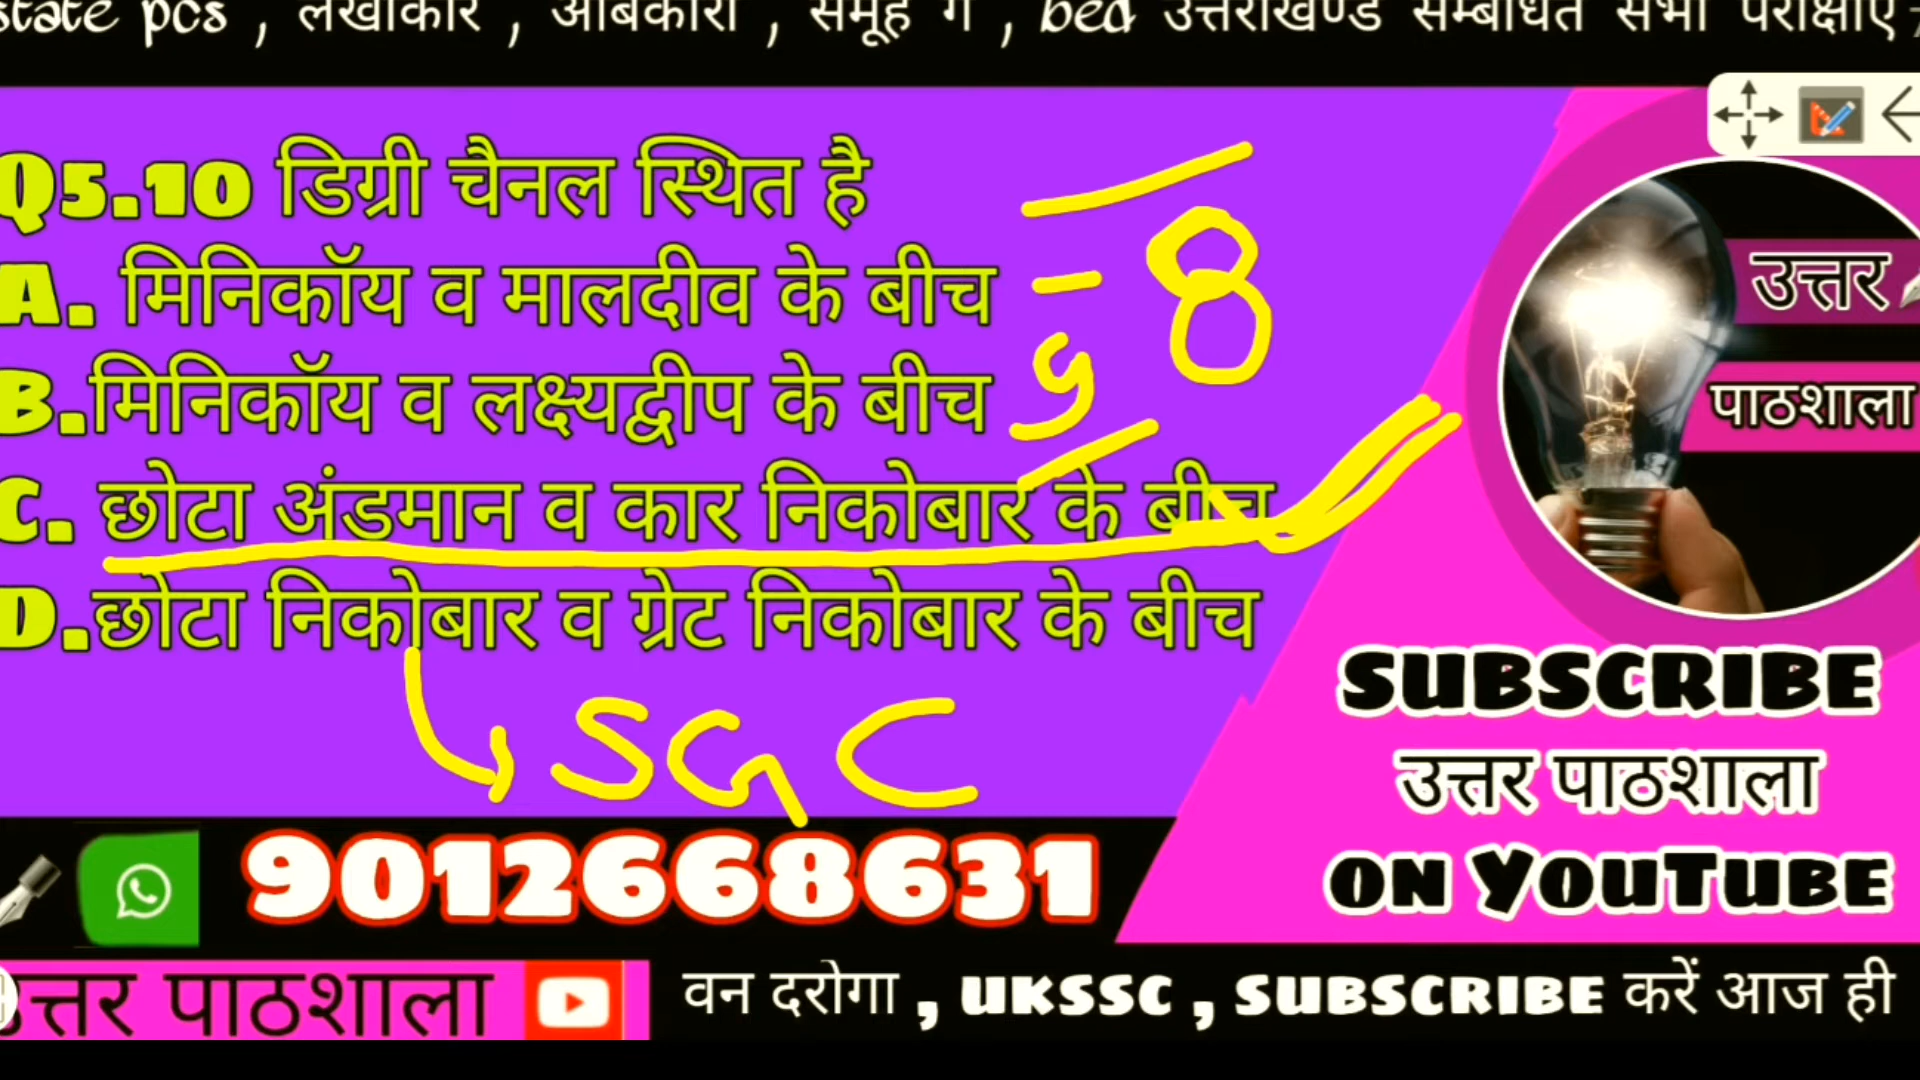 state pcs , लेखाकार , आबकारी , समूह ग , bed उत्तराखण्ड सम्बंधित सभी परीक्षाएं
Q5.10 डिग्री चैनल स्थित है
A. मिनिकॉय व मालदीव के बीच
8
B.मिनिकॉय व लक्ष्यद्वीप के बीच
9
C. छोटा अंडमान व कार निकोबार के बीच
D.छोटा निकोबार व ग्रेट निकोबार के बीच
SGC
उत्तर
पाठशाला
SUBSCRIBE
उत्तर पाठशाला
ON YOUTUBE
9012668631
उत्तर पाठशाला
वन दरोगा , UKSSC , SUBSCRIBE करें आज ही